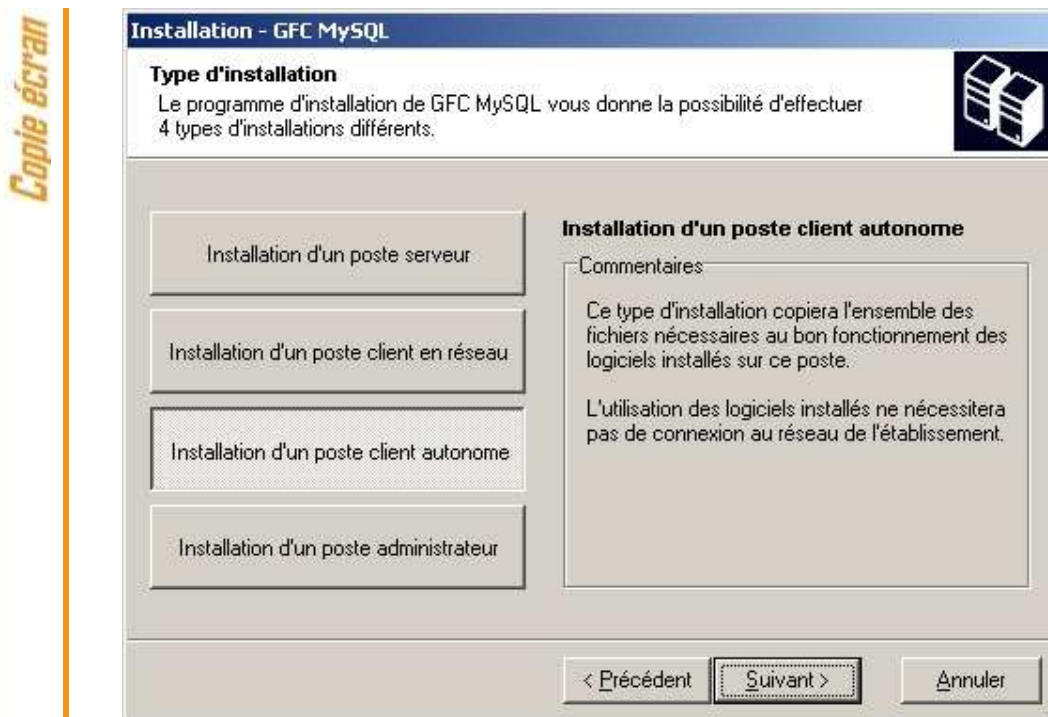 Copie écran
Installation - GFC MySQL
Type d'installation
Le programme d'installation de GFC MySQL vous donne la possibilité d'effectuer
4 types d'installations différents.
Installation d'un poste serveur
Installation d'un poste client en réseau
Installation d'un poste client autonome
Installation d'un poste administrateur
Installation d'un poste client autonome
Commentaires
Ce type d'installation copiera l'ensemble des
fichiers nécessaires au bon fonctionnement des
logiciels installés sur ce poste.
L'utilisation des logiciels installés ne nécessitera
pas de connexion au réseau de l'établissement.
< Précédent
Suivant >
Annuler